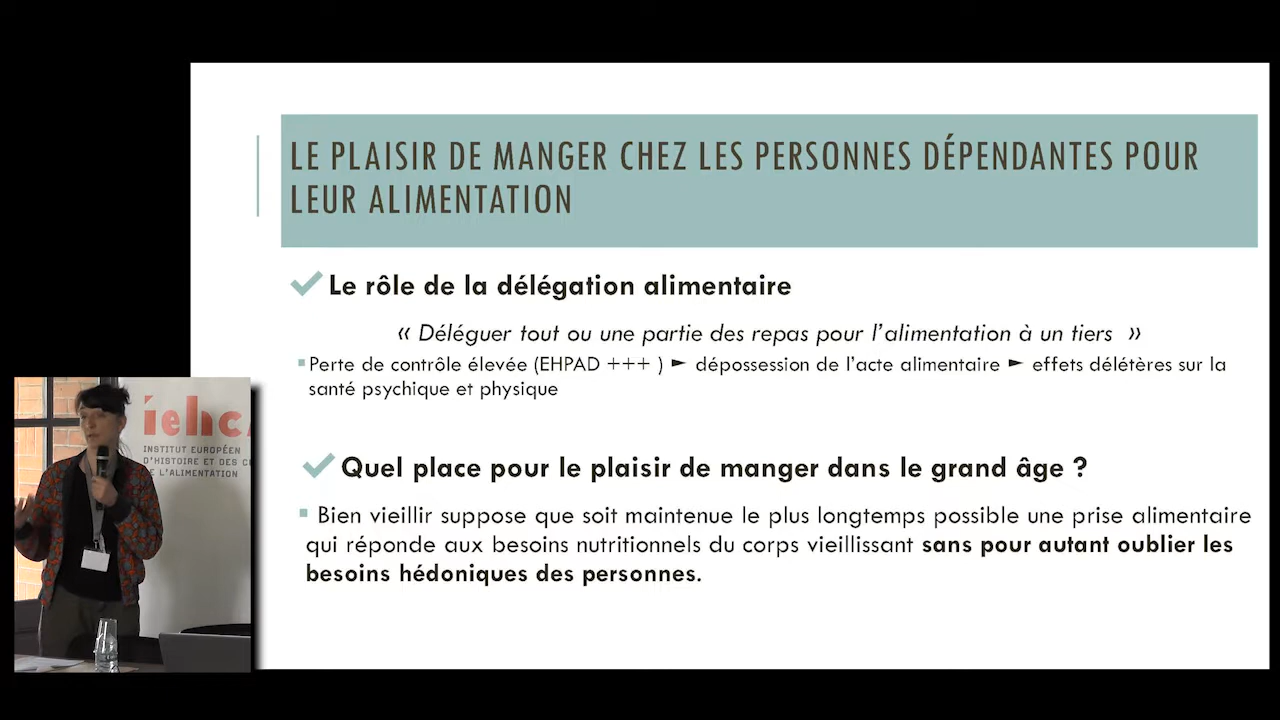 LE PLAISIR DE MANGER CHEZ LES PERSONNES DÉPENDANTES POUR
LEUR ALIMENTATION
Le rôle de la délégation alimentaire
« Déléguer tout ou une partie des repas pour l'alimentation à un tiers »
Perte de contrôle élevée (EHPAD +++ ) ► dépossession de l'acte alimentaire ► effets délétères sur la
santé psychique et physique
Quel place pour le plaisir de manger dans le grand âge ?
Bien vieillir suppose que soit maintenue le plus longtemps possible une prise alimentaire
qui réponde aux besoins nutritionnels du corps vieillissant sans pour autant oublier les
besoins hédoniques des personnes.
iehc
INSTITUT EUROPÉEN
D'HISTOIRE ET DES C
DE L'ALIMENTATION